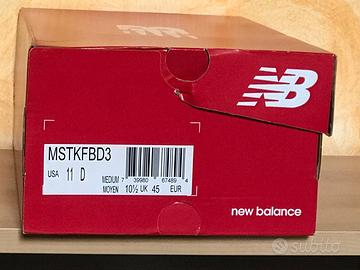 NB
MSTKFBD3
USA 11 D
MEDIUM 7 39980 67489 4
MOYEN 10½ UK 45 EUR
new balance
subito